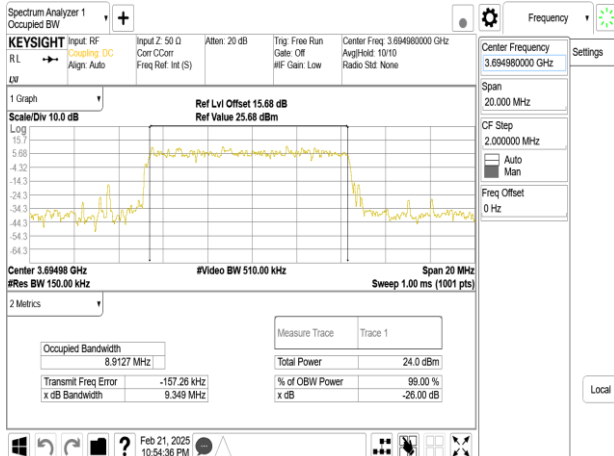 Spectrum Analyzer 1
Occupied BW
+
Frequency
KEYSIGHT
Input: RF
Coupling: DC
Align: Auto
Input Z: 50 Ω
Corr CCorr
Freq Ref: Int (S)
Atten: 20 dB
Trig: Free Run
Gate: Off
#IF Gain: Low
Center Freq: 3.694980000 GHz
Avg|Hold: 10/10
Radio Std: None
RL
LXI
Center Frequency
3.694980000 GHz
Settings
Span
20.000 MHz
CF Step
2.000000 MHz
Auto
Man
Freq Offset
0 Hz
Local
1 Graph
Scale/Div 10.0 dB
Ref Lvl Offset 15.68 dB
Ref Value 25.68 dBm
Log
15.7
5.68
-4.32
-14.3
-24.3
-34.3
-44.3
-54.3
-64.3
Center 3.69498 GHz
#Video BW 510.00 kHz
Span 20 MHz
#Res BW 150.00 kHz
Sweep 1.00 ms (1001 pts)
2 Metrics
Measure Trace
Trace 1
Occupied Bandwidth
8.9127 MHz
Total Power
24.0 dBm
Transmit Freq Error
-157.26 kHz
% of OBW Power
99.00 %
x dB Bandwidth
9.349 MHz
x dB
-26.00 dB
?
Feb 21, 2025
10:54:36 PM